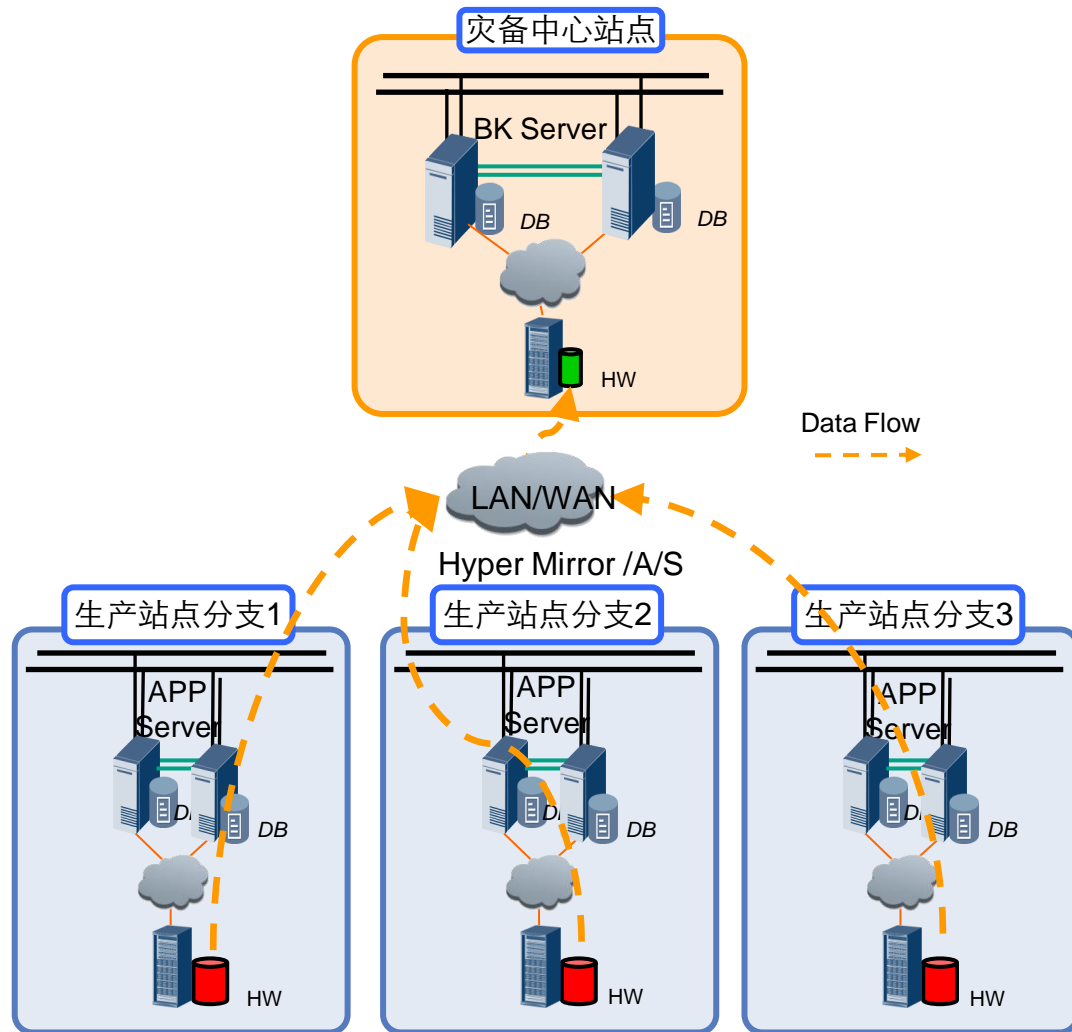 灾备中心站点
BK Server
DB
DB
HW
Data Flow
LAN/WAN
Hyper Mirror /A/S
生产站点分支1
APP
Server
DB
HW
生产站点分支2
APP
Server
DB
HW
生产站点分支3
APP
Server
DB
HW